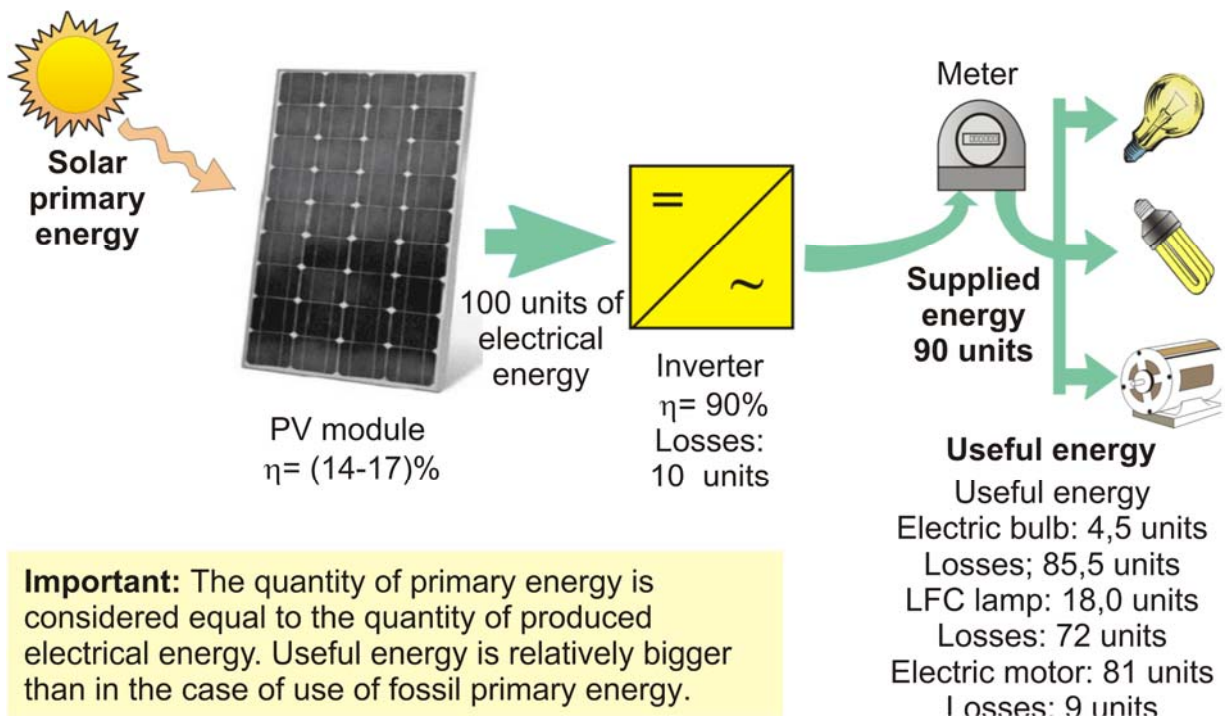 Solar
primary
energy
PV module
η= (14-17)%
100 units of
electrical
energy
=
~
Inverter
η= 90%
Losses:
10 units
Meter
Supplied
energy
90 units
Useful energy
Useful energy
Electric bulb: 4,5 units
Losses; 85,5 units
LFC lamp: 18,0 units
Losses: 72 units
Electric motor: 81 units
Losses: 9 units
Important: The quantity of primary energy is
considered equal to the quantity of produced
electrical energy. Useful energy is relatively bigger
than in the case of use of fossil primary energy.